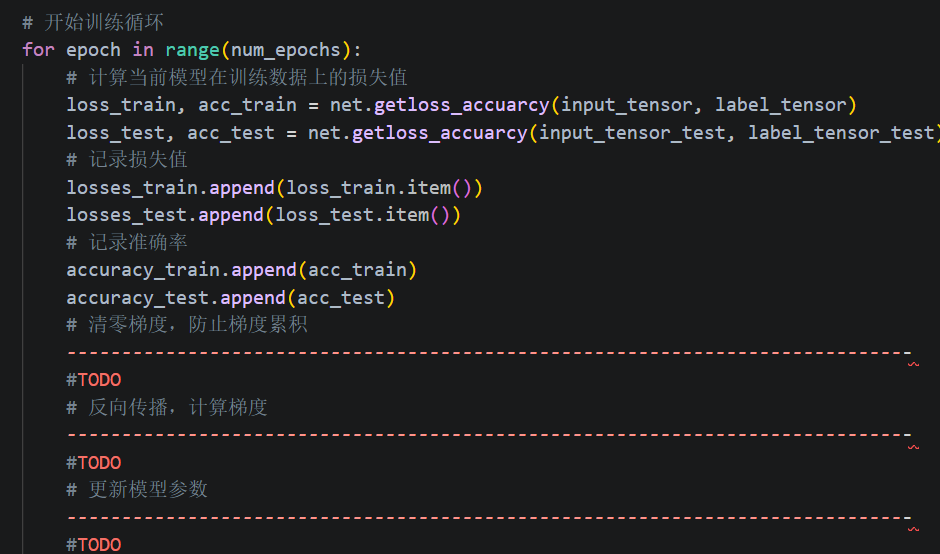 # 开始训练循环
for epoch in range(num_epochs):
# 计算当前模型在训练数据上的损失值
loss_train, acc_train = net.getloss_accuarcy(input_tensor, label_tensor)
loss_test, acc_test = net.getloss_accuarcy(input_tensor_test, label_tensor_test)
# 记录损失值
losses_train.append(loss_train.item())
losses_test.append(loss_test.item())
# 记录准确率
accuracy_train.append(acc_train)
accuracy_test.append(acc_test)
# 清零梯度，防止梯度累积
-----------------------------------------------------------------------------
#TODO
# 反向传播，计算梯度
-----------------------------------------------------------------------------
#TODO
# 更新模型参数
-----------------------------------------------------------------------------
#TODO